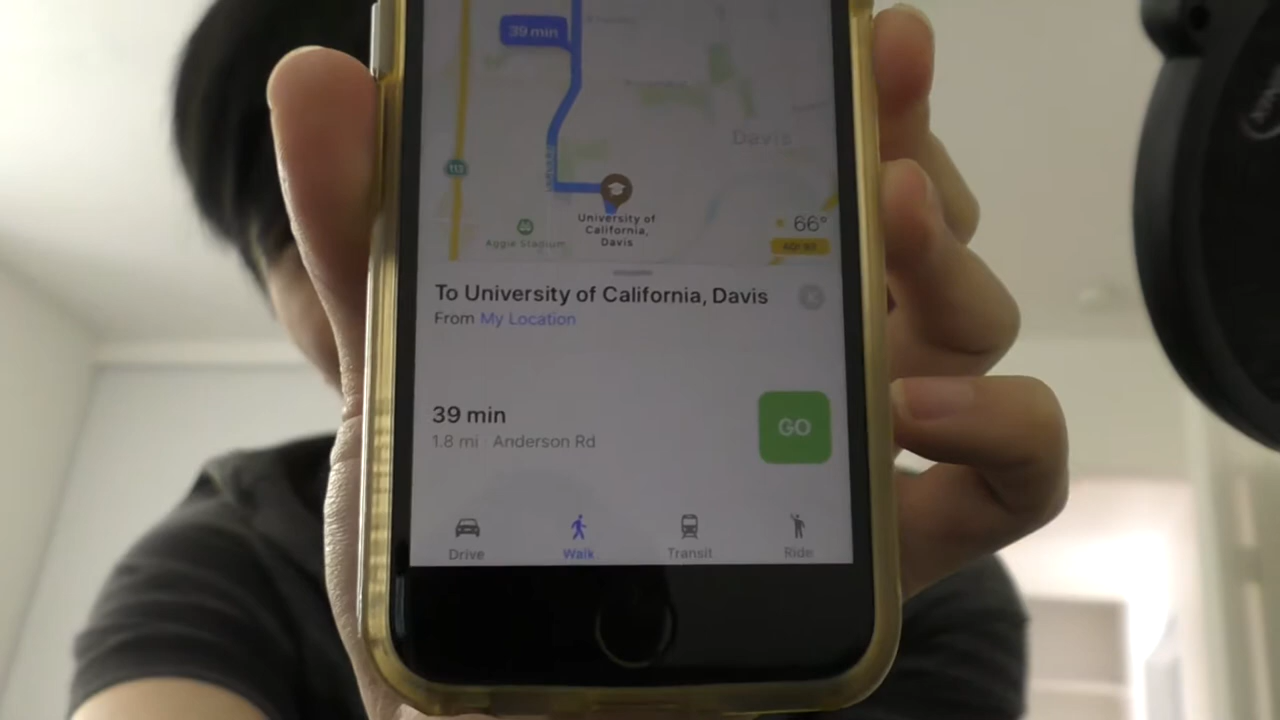 39 min
Davis
113
University of
California,
Davis
Aggie Stadium
66°
To University of California, Davis
From My Location
39 min
1.8 mi · Anderson Rd
GO
Drive
Walk
Transit
Ride